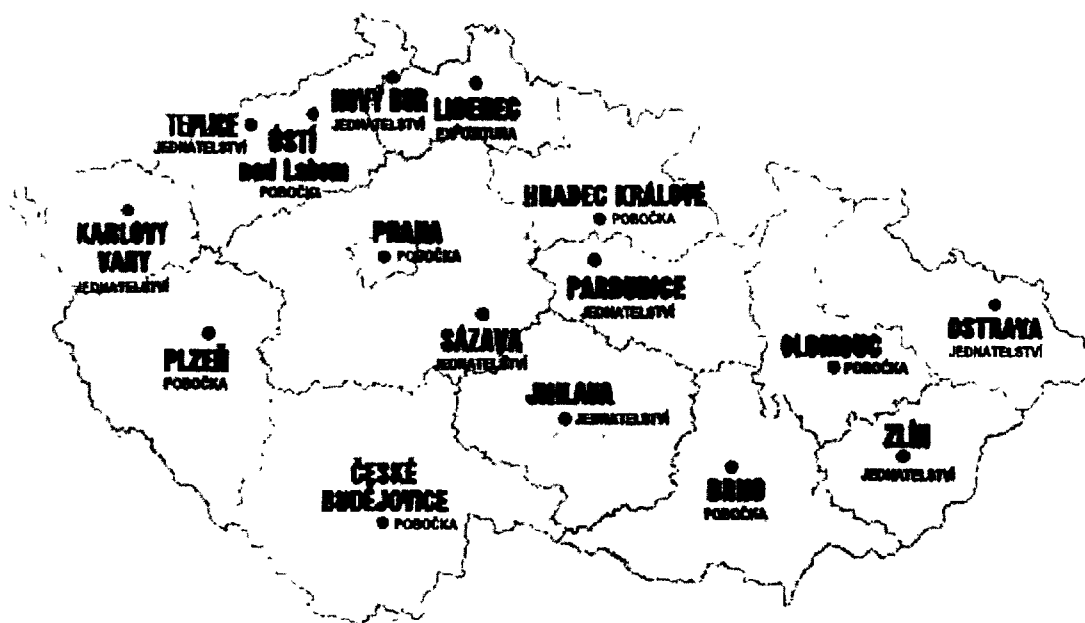 NOVÝ BOR
JEDNATELSTVÍ
LIBEREC
EXPOZITURA
TEPLICE
JEDNATELSTVÍ
ÚSTÍ
nad Labem
POBOČKA
HRADEC KRÁLOVÉ
POBOČKA
KARLOVY
VARY
JEDNATELSTVÍ
PRAHA
POBOČKA
PARDUBICE
JEDNATELSTVÍ
SÁZAVA
JEDNATELSTVÍ
OSTRAVA
JEDNATELSTVÍ
PLZEŇ
POBOČKA
OLOMOUC
POBOČKA
JIHLAVA
JEDNATELSTVÍ
ZLÍN
JEDNATELSTVÍ
ČESKÉ
BUDĚJOVICE
POBOČKA
BRNO
POBOČKA